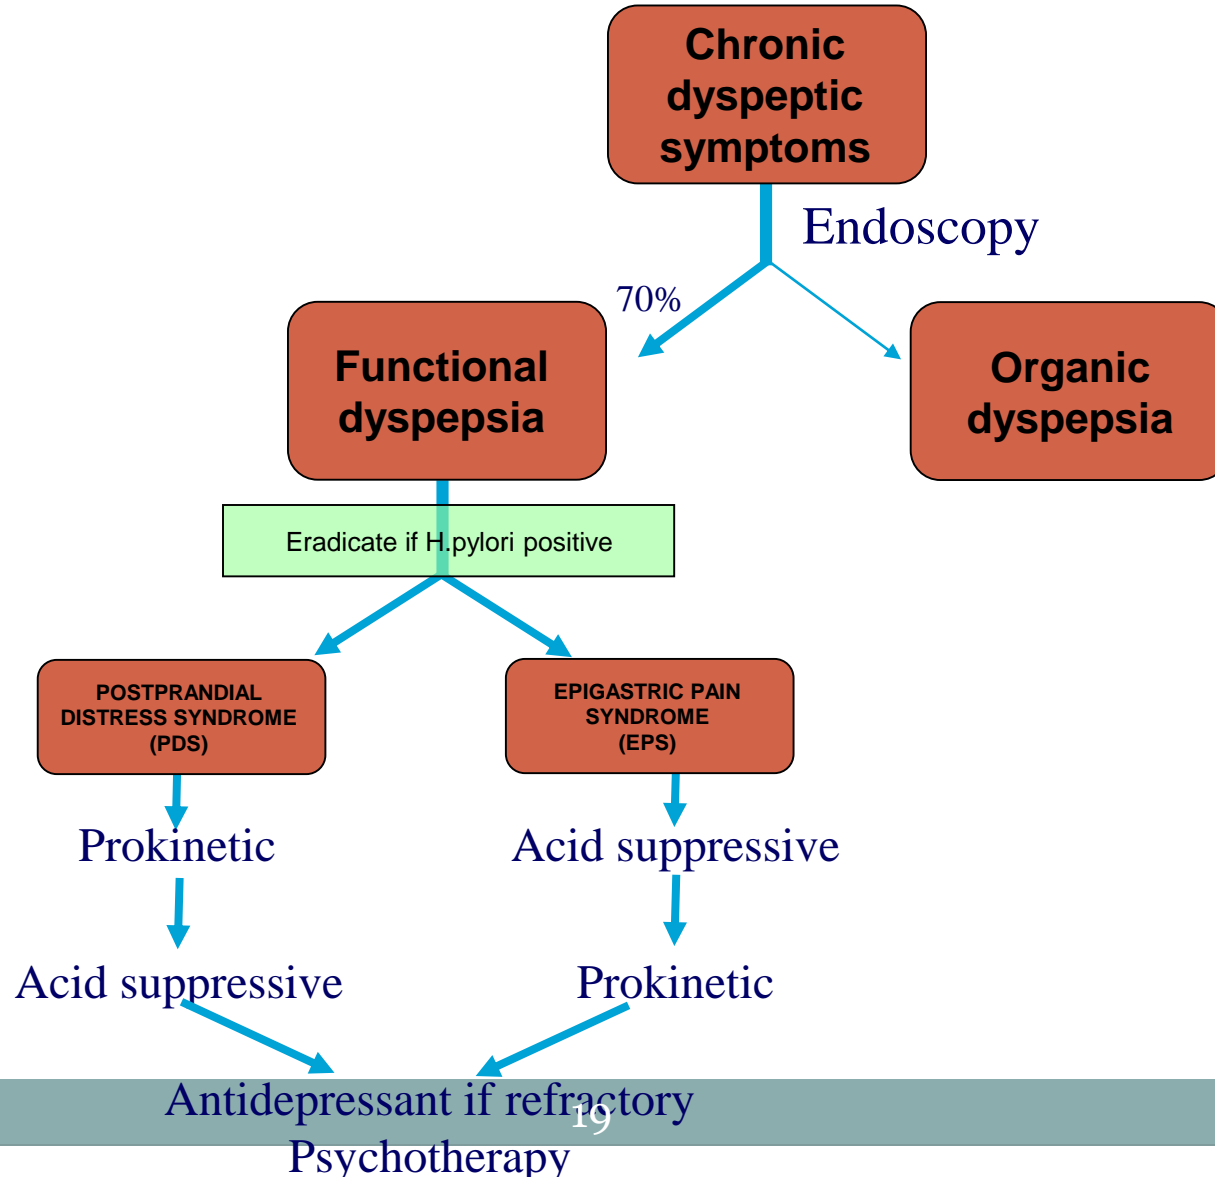 Chronic
dyspeptic
symptoms
Endoscopy
70%
Functional
dyspepsia
Organic
dyspepsia
Eradicate if H.pylori positive
POSTPRANDIAL
DISTRESS SYNDROME
(PDS)
EPIGASTRIC PAIN
SYNDROME
(EPS)
Prokinetic
Acid suppressive
Acid suppressive
Prokinetic
Antidepressant if refractory
19
Psychotherapy